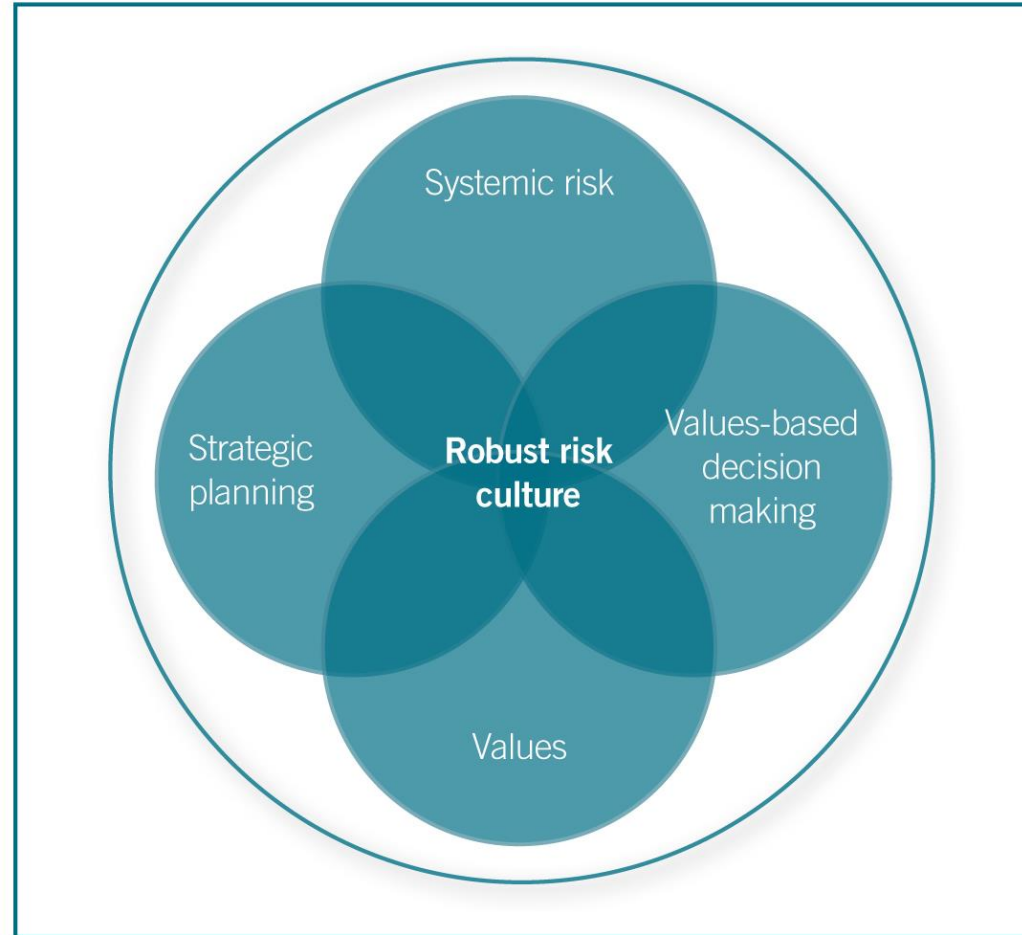 Systemic risk
Strategic
planning
Robust risk
culture
Values-based
decision
making
Values